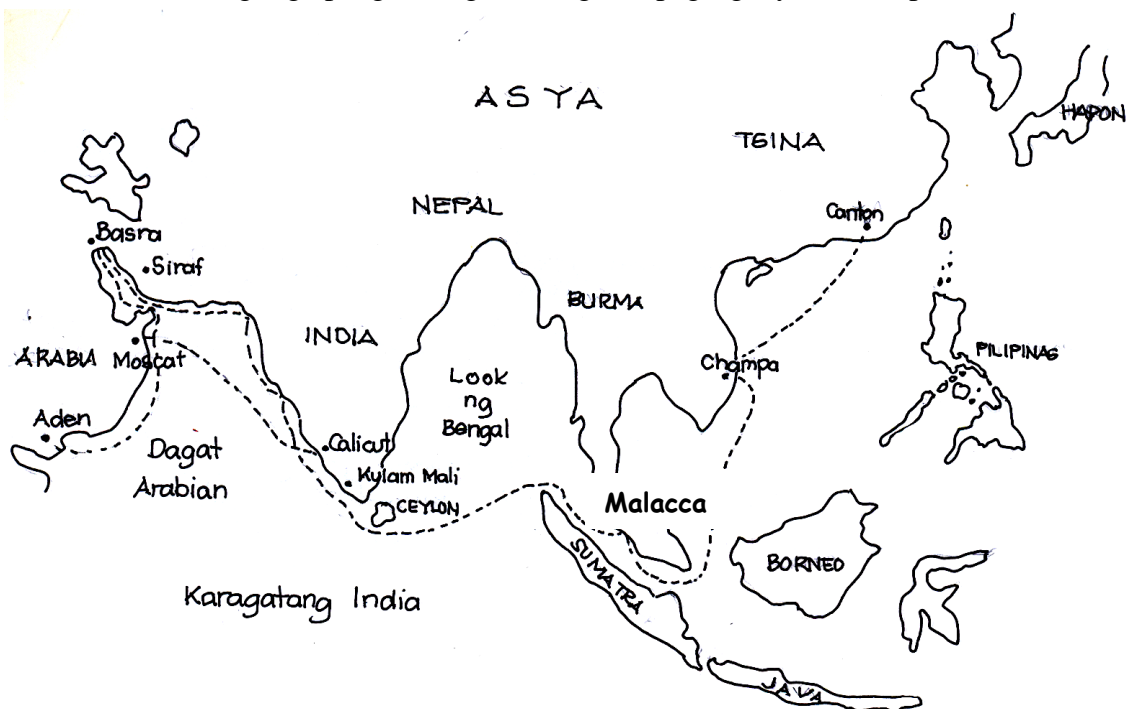 ASYA
TSINA
HAPON
NEPAL
Canton
Basra
Siraf
BURMA
INDIA
ARABIA
Moscat
Champa
PILIPINAS
Look
ng
Bengal
Aden
Dagat
Arabian
Calicut
Kulam Mali
CEYLON
Malacca
SUMATRA
BORNEO
Karagatang India
JAVA